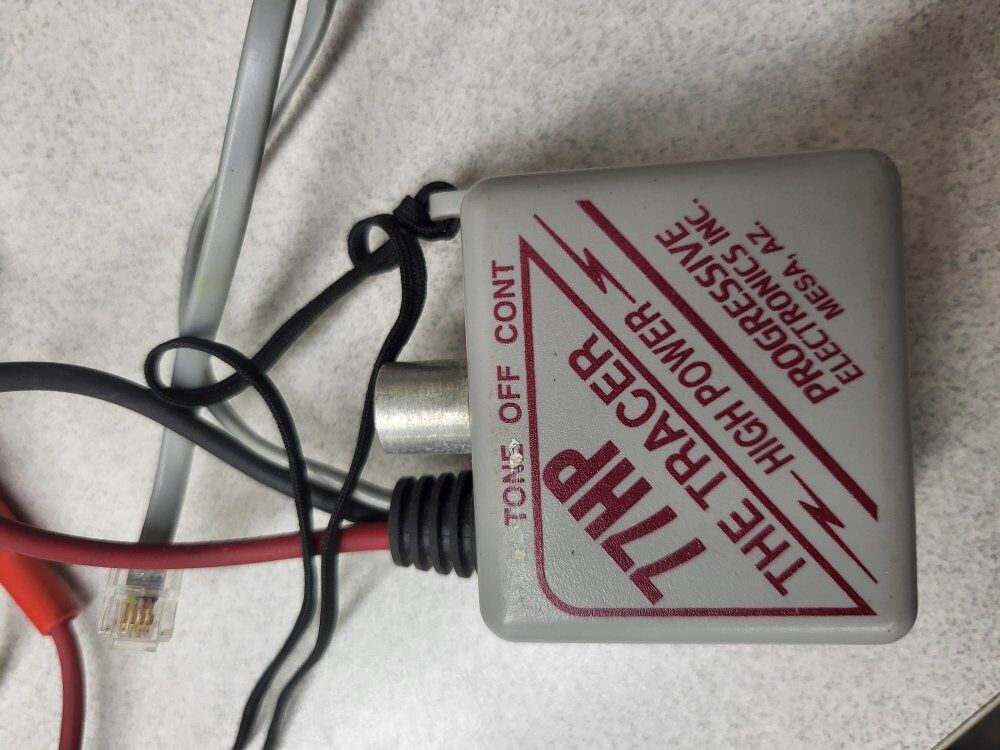 TONE OFF CONT
77HP
THE TRACER
HIGH POWER
PROGRESSIVE
ELECTRONICS INC.
MESA, AZ.